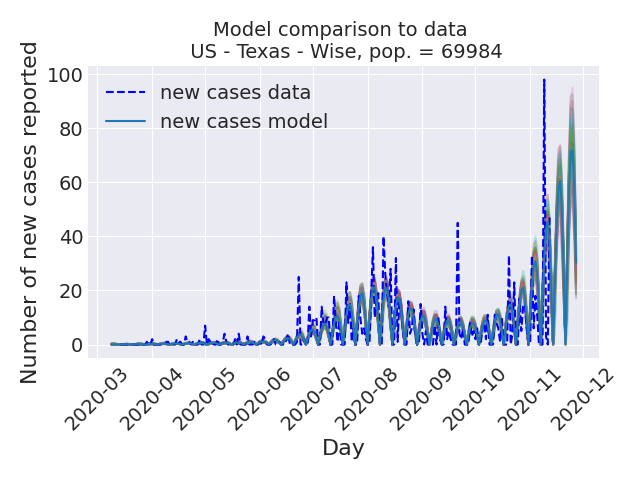 Model comparison to data
US - Texas - Wise, pop. = 69984
Number of new cases reported
100
80
60
40
20
0
new cases data
new cases model
2020-03
2020-04
2020-05
2020-06
2020-07
2020-08
2020-09
2020-10
2020-11
2020-12
Day